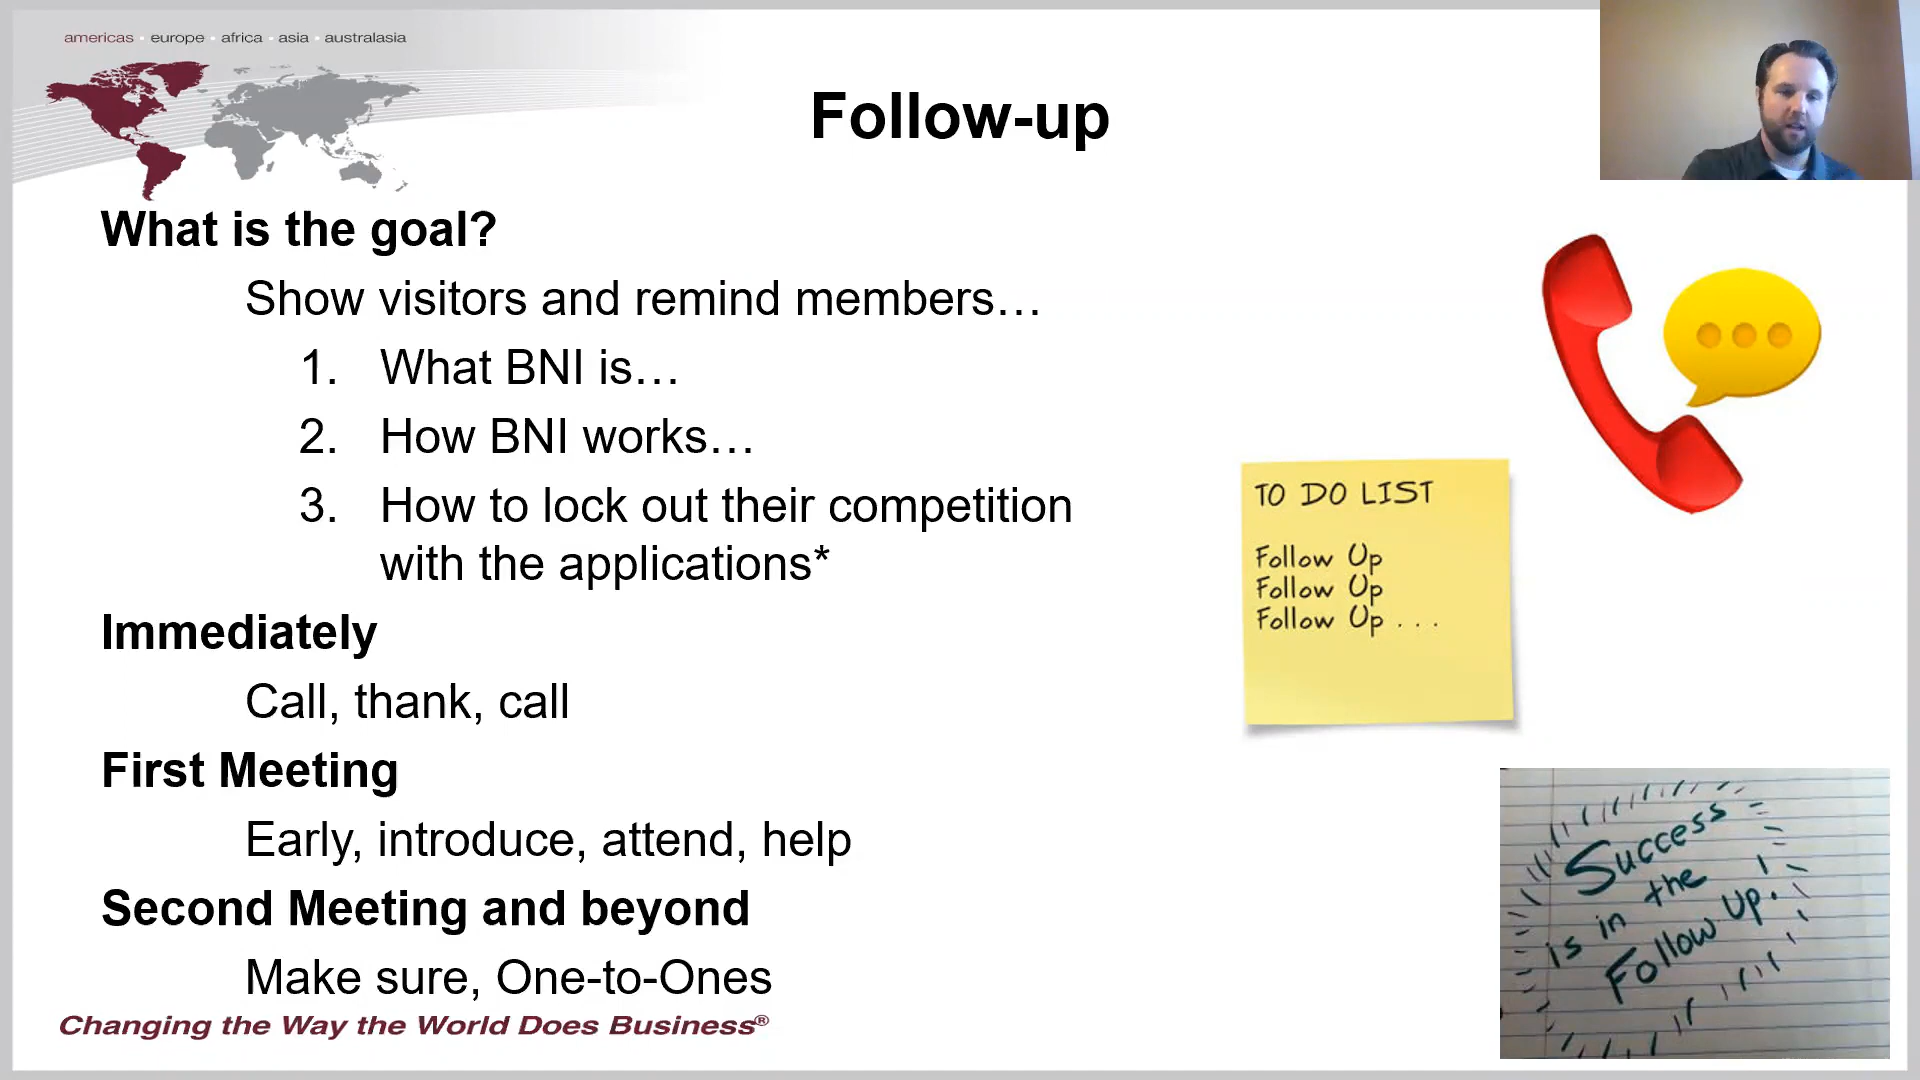 americas · europe · africa · asia · australasia
Follow-up
What is the goal?
Show visitors and remind members…
1. What BNI is…
2. How BNI works…
3. How to lock out their competition
with the applications*
Immediately
Call, thank, call
First Meeting
Early, introduce, attend, help
Second Meeting and beyond
Make sure, One-to-Ones
Changing the Way the World Does Business®
TO DO LIST
Follow Up
Follow Up
Follow Up . . .
Success
is in the
Follow up.